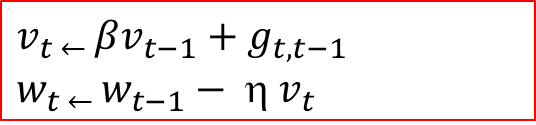 v_t ← βv_{t−1} + g_{t,t−1}
w_t ← w_{t−1} − η v_t